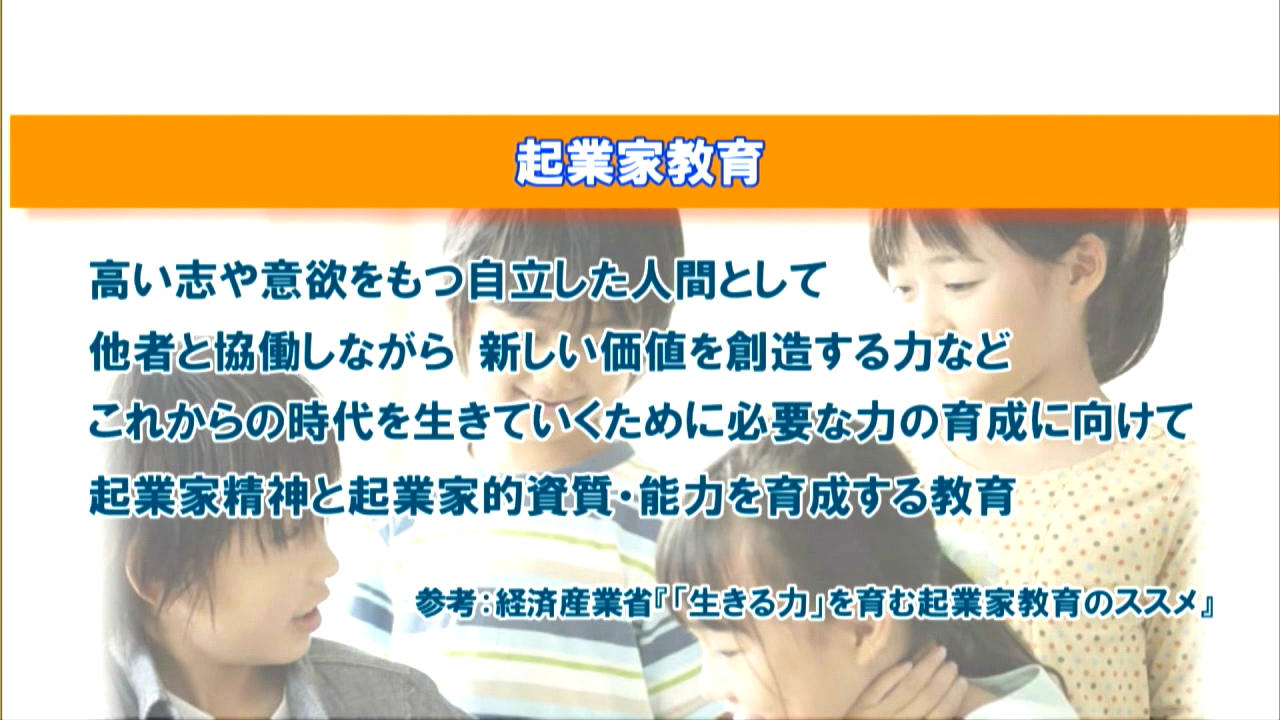 起業家教育
高い志や意欲をもつ自立した人間として
他者と協働しながら 新しい価値を創造する力など
これからの時代を生きていくために必要な力の育成に向けて
起業家精神と起業家的資質・能力を育成する教育
参考:経済産業省『「生きる力」を育む起業家教育のススメ』